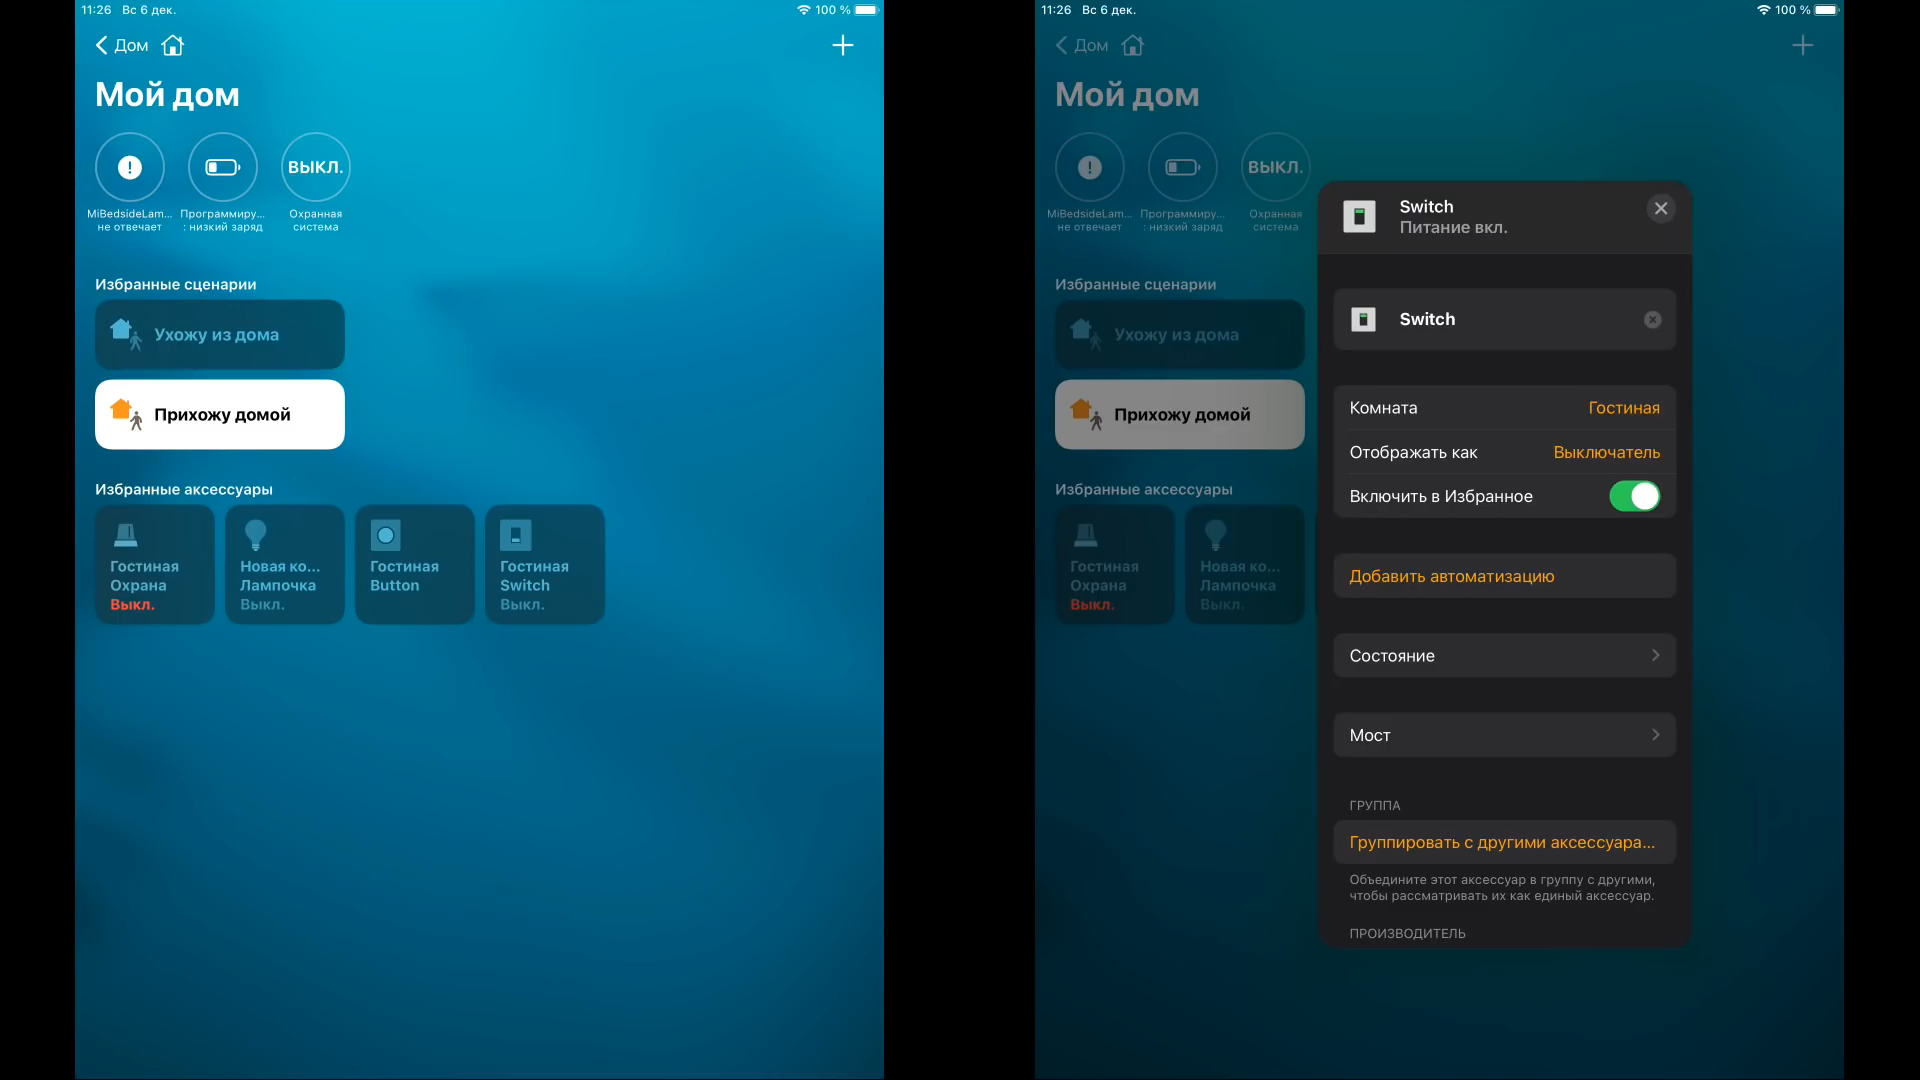 11:26 Вс 6 дек.
100 %
Дом
Мой дом
ВЫКЛ.
MiBedsideLam...
не отвечает
Программиру...
: низкий заряд
Охранная
система
Избранные сценарии
Ухожу из дома
Прихожу домой
Избранные аксессуары
Гостиная
Охрана
Выкл.
Новая ко...
Лампочка
Выкл.
Гостиная
Button
Гостиная
Switch
Выкл.
11:26 Вс 6 дек.
100 %
Дом
Мой дом
ВЫКЛ.
MiBedsideLam...
не отвечает
Программиру...
: низкий заряд
Охранная
система
Избранные сценарии
Ухожу из дома
Прихожу домой
Избранные аксессуары
Гостиная
Охрана
Выкл.
Новая ко...
Лампочка
Выкл.
Switch
Питание вкл.
Switch
Комната Гостиная
Отображать как Выключатель
Включить в Избранное
Добавить автоматизацию
Состояние
Мост
ГРУППА
Группировать с другими аксессуара...
Объедините этот аксессуар в группу с другими,
чтобы рассматривать их как единый аксессуар.
ПРОИЗВОДИТЕЛЬ